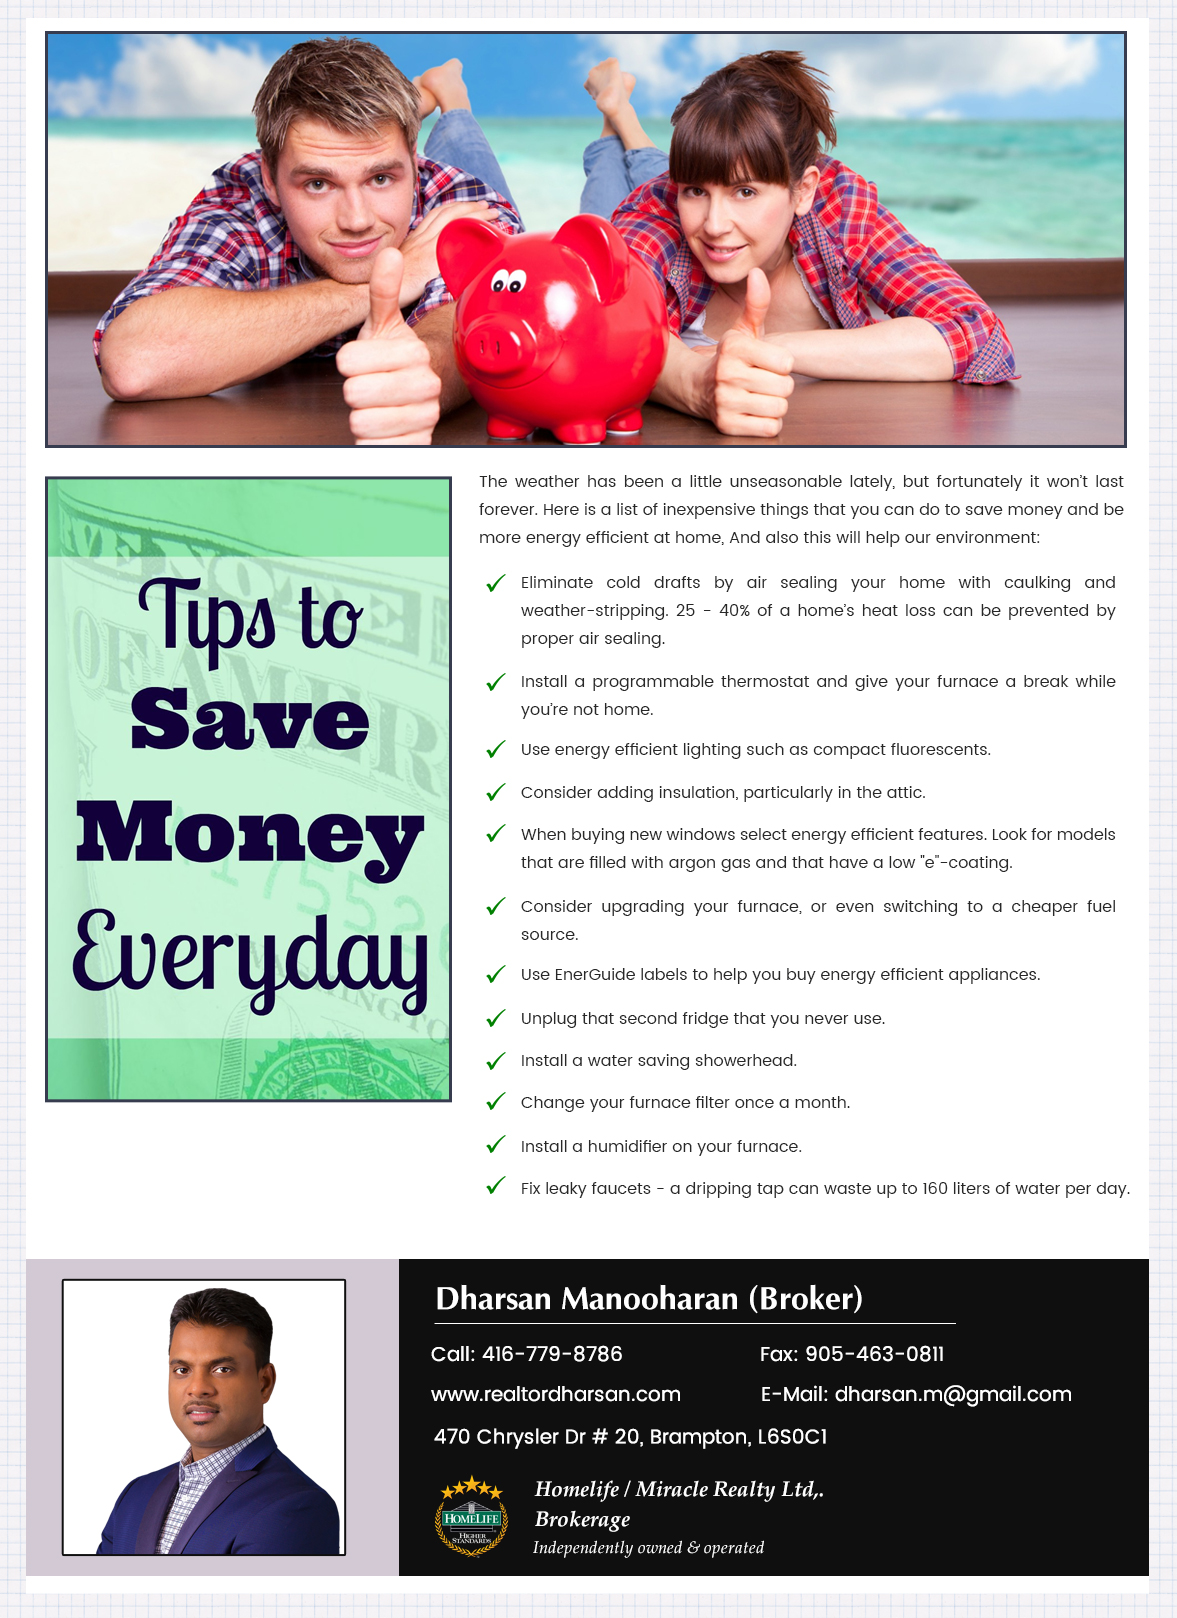 The weather has been a little unseasonable lately, but fortunately it won't last
forever. Here is a list of inexpensive things that you can do to save money and be
more energy efficient at home, And also this will help our environment:
Tips to
Save
Money
Everyday
Eliminate cold drafts by air sealing your home with caulking and
weather-stripping. 25 - 40% of a home's heat loss can be prevented by
proper air sealing.
Install a programmable thermostat and give your furnace a break while
you're not home.
Use energy efficient lighting such as compact fluorescents.
Consider adding insulation, particularly in the attic.
When buying new windows select energy efficient features. Look for models
that are filled with argon gas and that have a low "e"-coating.
Consider upgrading your furnace, or even switching to a cheaper fuel
source.
Use EnerGuide labels to help you buy energy efficient appliances.
Unplug that second fridge that you never use.
Install a water saving showerhead.
Change your furnace filter once a month.
Install a humidifier on your furnace.
Fix leaky faucets - a dripping tap can waste up to 160 liters of water per day.
Dharsan Manooharan (Broker)
Call: 416-779-8786
Fax: 905-463-0811
www.realtordharsan.com
E-Mail: dharsan.m@gmail.com
470 Chrysler Dr # 20, Brampton, L6S0C1
HOMELIFE
HIGHER
STANDARDS
Homelife / Miracle Realty Ltd,.
Brokerage
Independently owned & operated